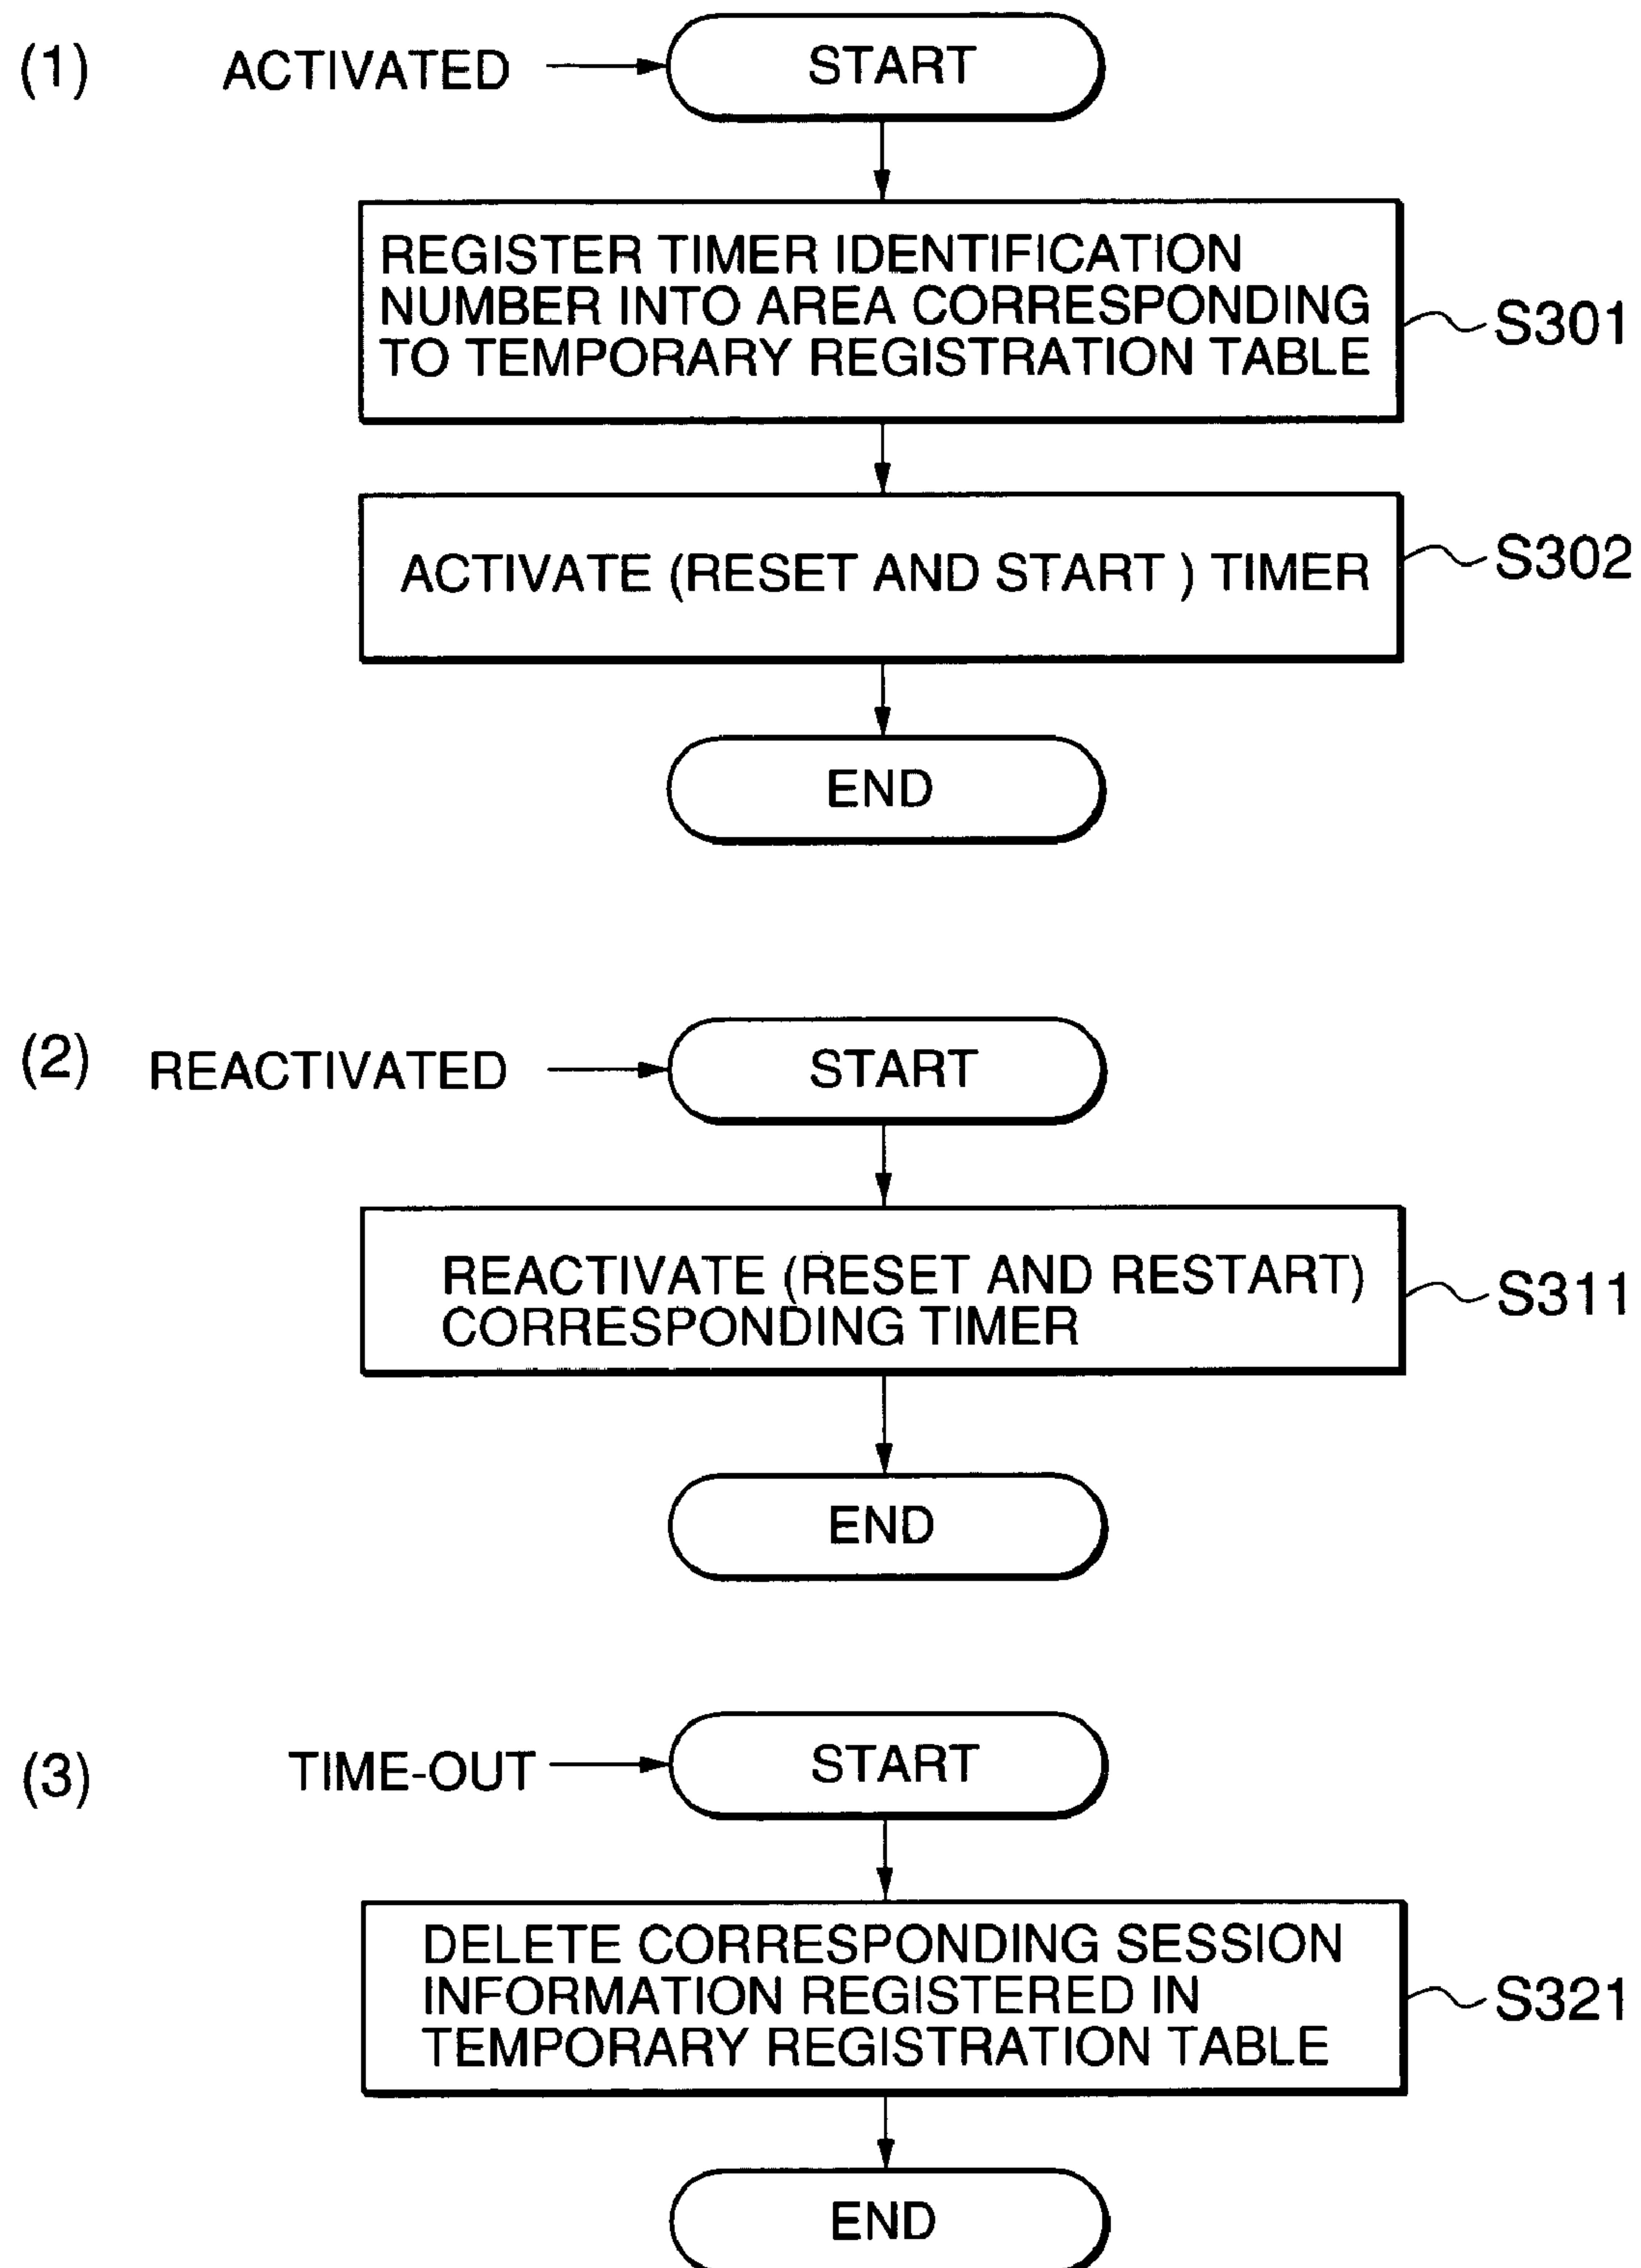 (1) ACTIVATED START
REGISTER TIMER IDENTIFICATION
NUMBER INTO AREA CORRESPONDING
TO TEMPORARY REGISTRATION TABLE
S301
ACTIVATE (RESET AND START ) TIMER
S302
END
(2) REACTIVATED START
REACTIVATE (RESET AND RESTART)
CORRESPONDING TIMER
S311
END
(3) TIME-OUT START
DELETE CORRESPONDING SESSION
INFORMATION REGISTERED IN
TEMPORARY REGISTRATION TABLE
S321
END